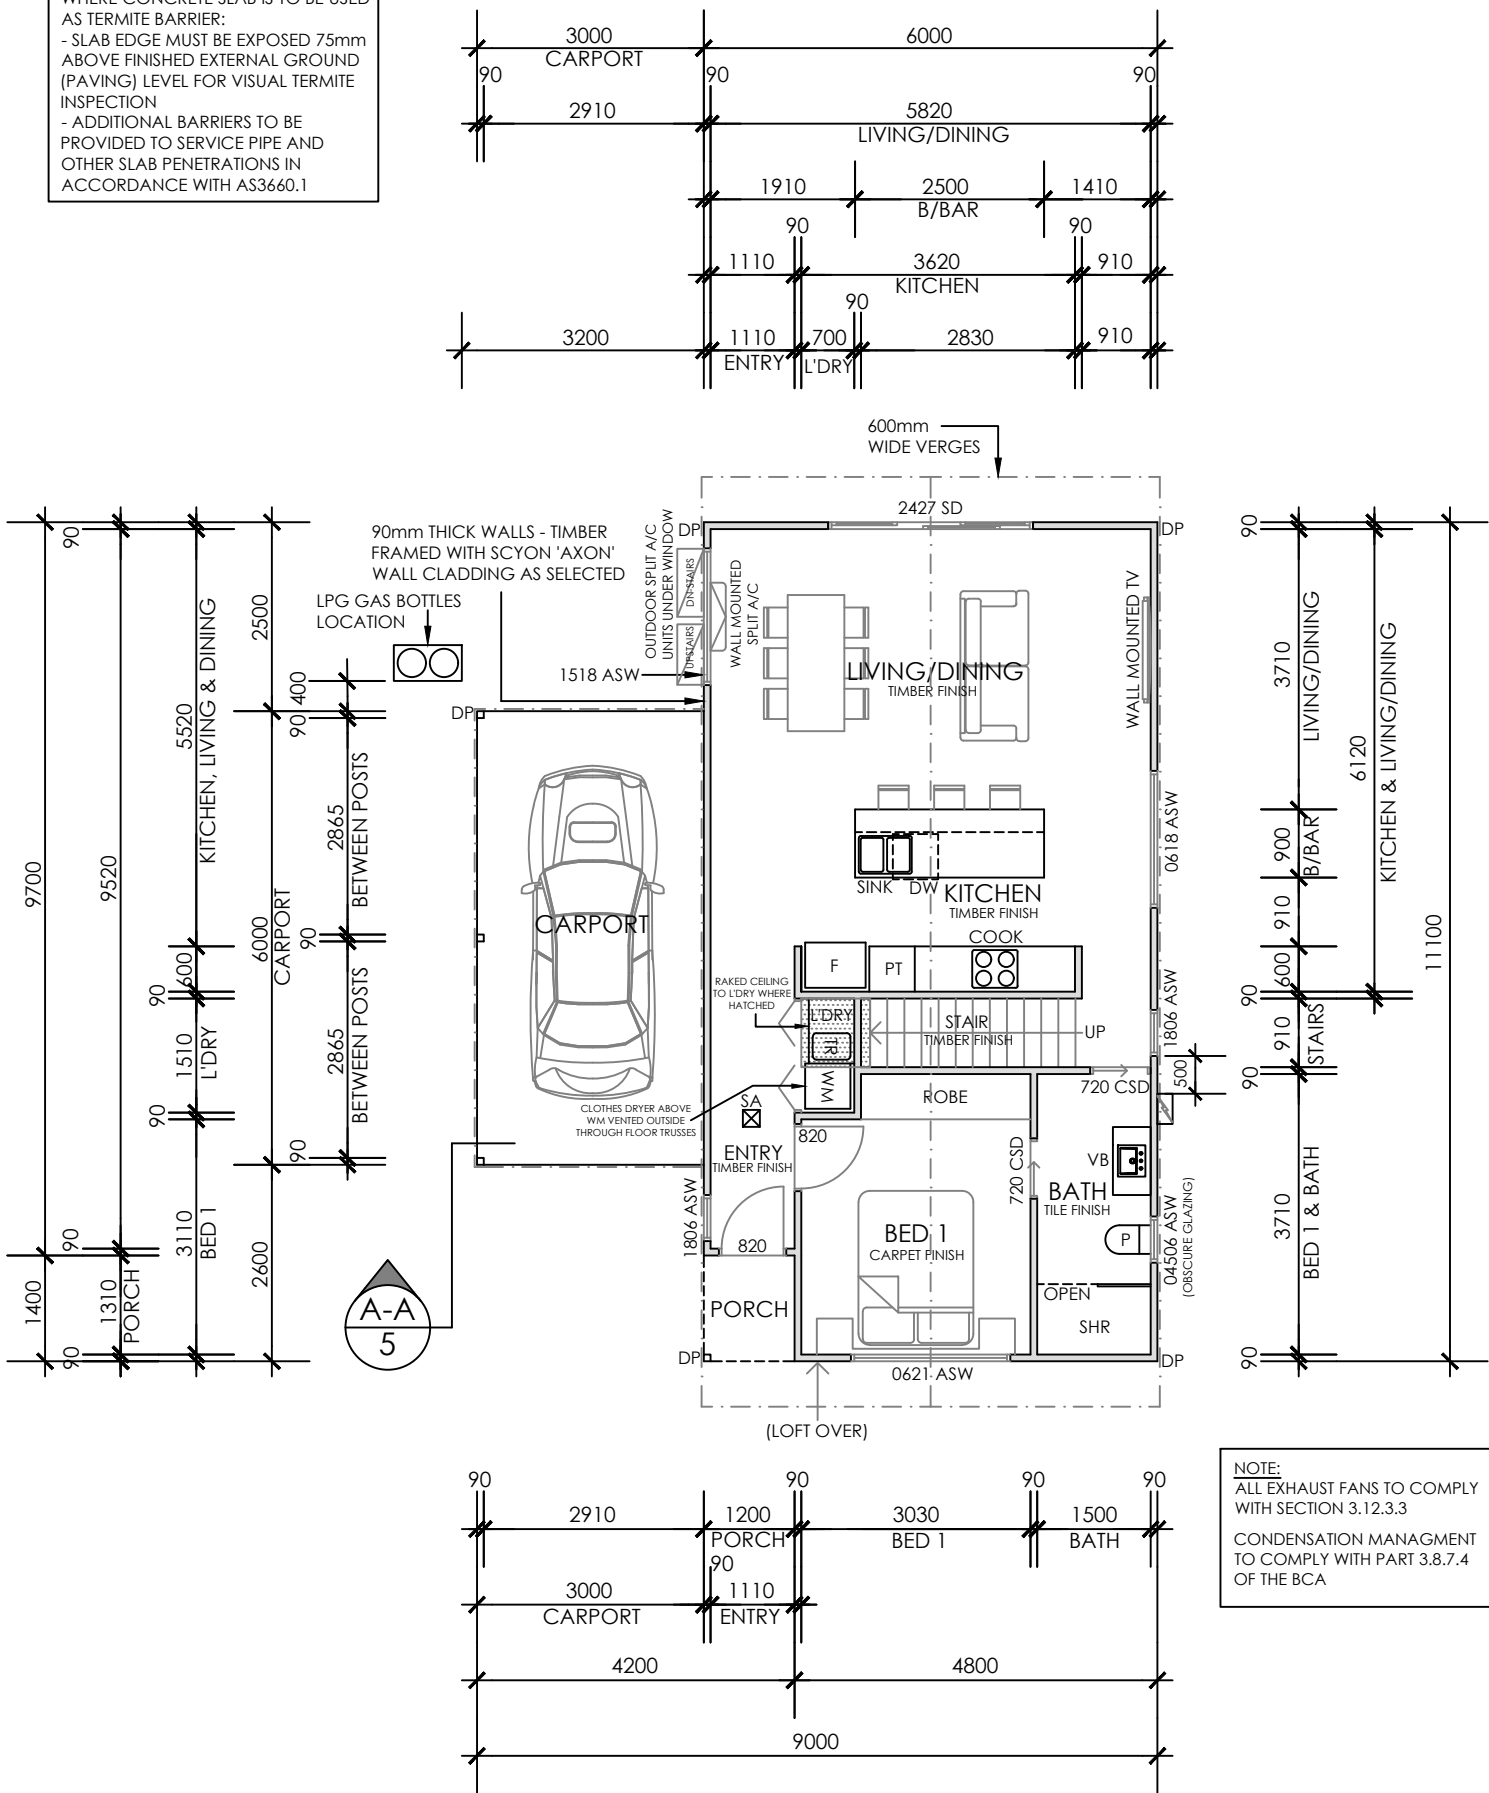 WHERE CONCRETE SLAB IS TO BE USED
AS TERMITE BARRIER:
- SLAB EDGE MUST BE EXPOSED 75mm
ABOVE FINISHED EXTERNAL GROUND
(PAVING) LEVEL FOR VISUAL TERMITE
INSPECTION
- ADDITIONAL BARRIERS TO BE
PROVIDED TO SERVICE PIPE AND
OTHER SLAB PENETRATIONS IN
ACCORDANCE WITH AS3660.1
3000
CARPORT
6000
90
90
90
2910
5820
LIVING/DINING
1910
2500
B/BAR
1410
90
90
1110
3620
KITCHEN
910
90
3200
1110
ENTRY
700
L'DRY
2830
910
600mm
WIDE VERGES
2427 SD
DP
DP
90mm THICK WALLS - TIMBER
FRAMED WITH SCYON 'AXON'
WALL CLADDING AS SELECTED
LPG GAS BOTTLES
LOCATION
OUTDOOR SPLIT A/C
UNITS UNDER WINDOW
DN-STAIRS
UPSTAIRS
WALL MOUNTED
SPLIT A/C
1518 ASW
DP
LIVING/DINING
TIMBER FINISH
WALL MOUNTED TV
0618 ASW
SINK
DW
KITCHEN
TIMBER FINISH
COOK
F
PT
CARPORT
RAKED CEILING
TO L'DRY WHERE
HATCHED
L'DRY
TR
WM
STAIR
TIMBER FINISH
UP
1806 ASW
720 CSD
500
CLOTHES DRYER ABOVE
WM VENTED OUTSIDE
THROUGH FLOOR TRUSSES
SA
ENTRY
TIMBER FINISH
820
ROBE
720 CSD
VB
BATH
TILE FINISH
P
04506 ASW
(OBSCURE GLAZING)
1806 ASW
820
BED 1
CARPET FINISH
OPEN
SHR
PORCH
DP
0621 ASW
DP
(LOFT OVER)
A-A
5
9700
1400
90
9520
90
1310
PORCH
90
5520
KITCHEN, LIVING & DINING
600
90
1510
L'DRY
90
3110
BED 1
2500
6000
CARPORT
2600
400
90
2865
BETWEEN POSTS
90
2865
BETWEEN POSTS
90
90
3710
LIVING/DINING
900
B/BAR
910
600
90
910
STAIRS
90
3710
BED 1 & BATH
90
6120
KITCHEN & LIVING/DINING
11100
90
90
90
90
2910
1200
PORCH
3030
BED 1
1500
BATH
90
3000
CARPORT
1110
ENTRY
4200
4800
9000
NOTE:
ALL EXHAUST FANS TO COMPLY
WITH SECTION 3.12.3.3
CONDENSATION MANAGMENT
TO COMPLY WITH PART 3.8.7.4
OF THE BCA